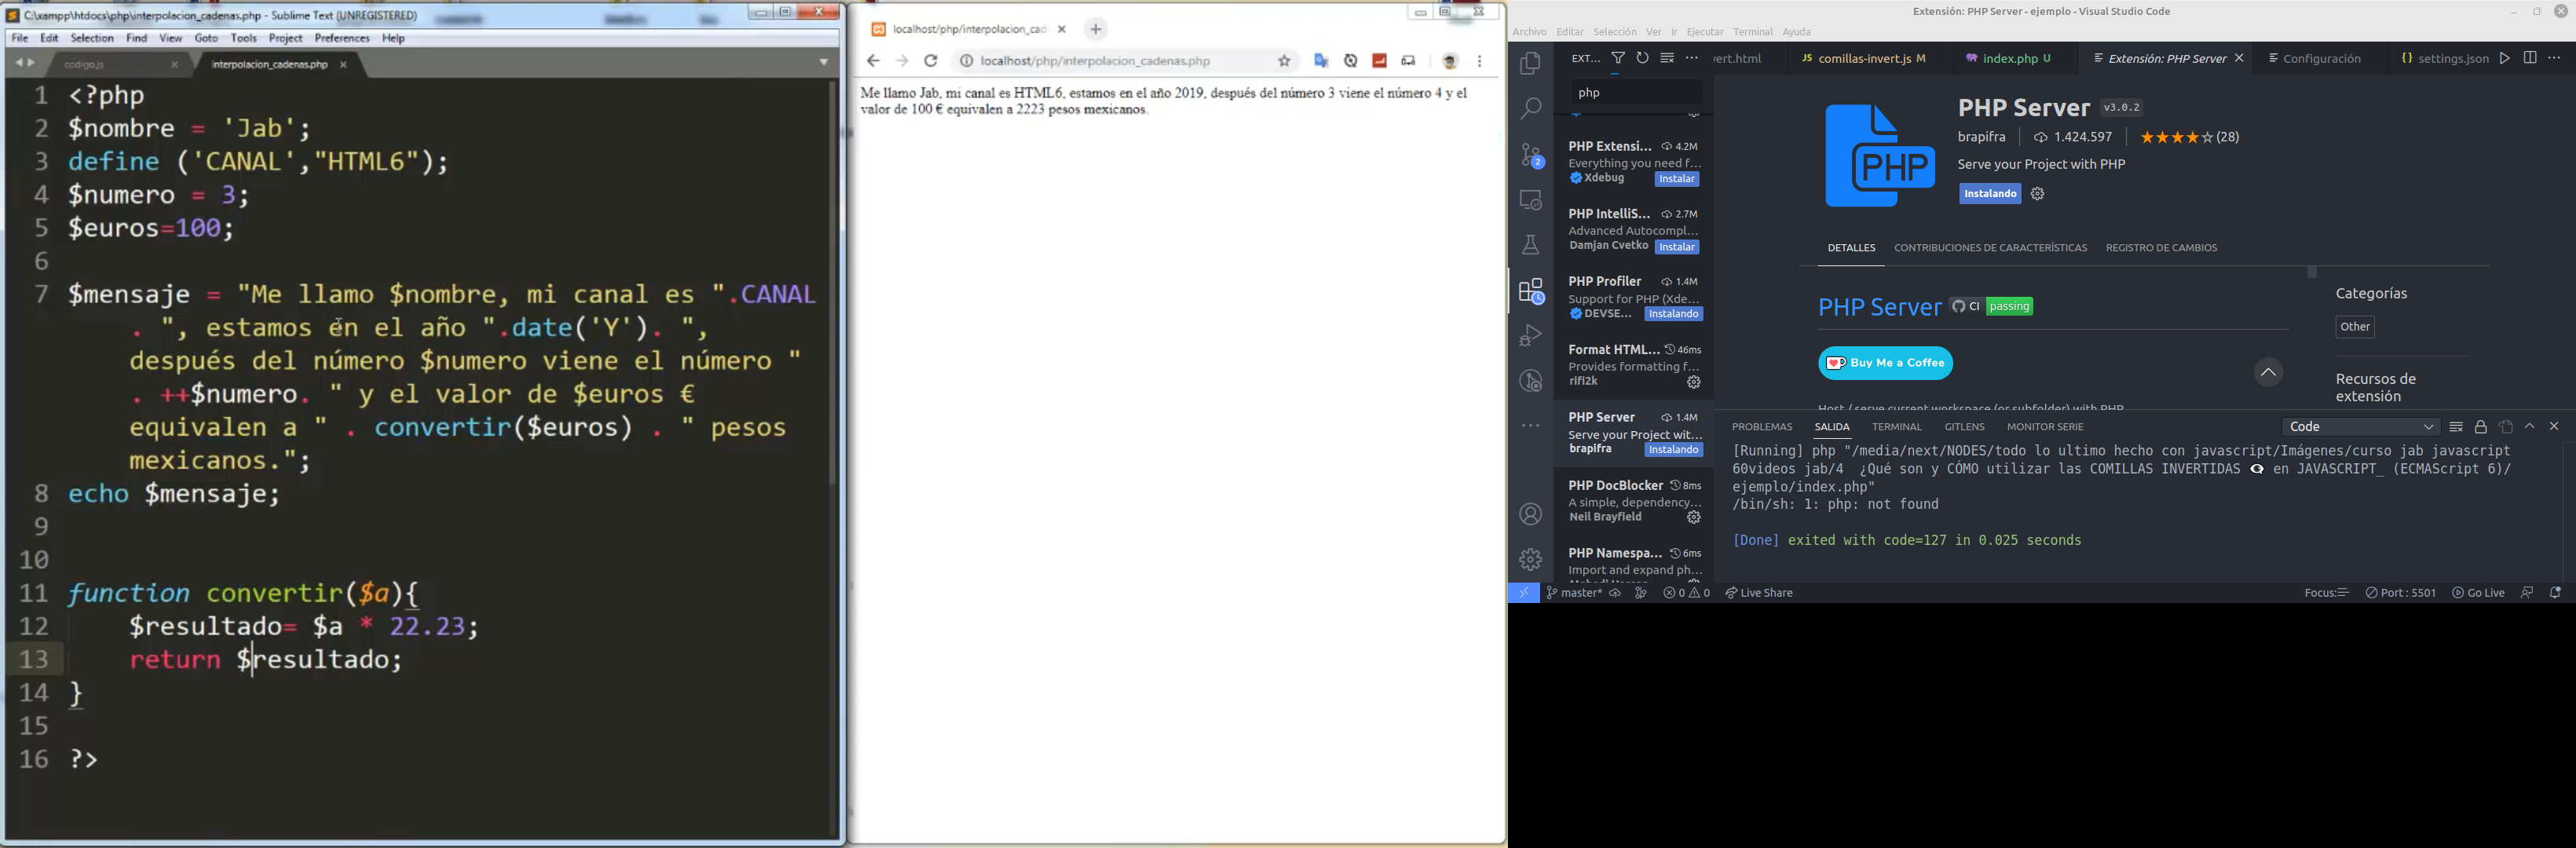 C:\xampp\htdocs\php\interpolacion_cadenas.php - Sublime Text (UNREGISTERED)
File Edit Selection Find View Goto Tools Project Preferences Help
codigo.js × interpolacion_cadenas.php ×
1 <?php
2 $nombre = 'Jab';
3 define ('CANAL',"HTML6");
4 $numero = 3;
5 $euros=100;
6
7 $mensaje = "Me llamo $nombre, mi canal es ".CANAL
. ", estamos en el año ".date('Y'). ",
después del número $numero viene el número "
. ++$numero. " y el valor de $euros €
equivalen a " . convertir($euros) . " pesos
mexicanos.";
8 echo $mensaje;
9
10
11 function convertir($a){
12 $resultado= $a * 22.23;
13 return $resultado;
14 }
15
16 ?>
localhost/php/interpolacion_cad
localhost/php/interpolacion_cadenas.php
Me llamo Jab, mi canal es HTML6, estamos en el año 2019, después del número 3 viene el número 4 y el
valor de 100 € equivalen a 2223 pesos mexicanos.
Extensión: PHP Server - ejemplo - Visual Studio Code
Archivo Editar Selección Ver Ir Ejecutar Terminal Ayuda
EXT... ···
vert.html JS comillas-invert.js M index.php U Extensión: PHP Server × Configuración {} settings.json
php
PHP Extensi... 4.2M
Everything you need f...
Xdebug Instalar
PHP IntelliS... 2.7M
Advanced Autocompl...
Damjan Cvetko Instalar
PHP Profiler 1.4M
Support for PHP (Xde...
DEVSE... Instalando
Format HTML... 46ms
Provides formatting f...
rifi2k
PHP Server 1.4M
Serve your Project wit...
brapifra Instalando
PHP DocBlocker 8ms
A simple, dependency...
Neil Brayfield
PHP Namespa... 6ms
Import and expand ph...
2
PHP
PHP Server v3.0.2
brapifra 1.424.597 ★★★★☆ (28)
Serve your Project with PHP
Instalando
DETALLES CONTRIBUCIONES DE CARACTERÍSTICAS REGISTRO DE CAMBIOS
PHP Server CI passing
Buy Me a Coffee
Host / serve current workspace (or subfolder) with PHP
Categorías
Other
Recursos de
extensión
PROBLEMAS SALIDA TERMINAL GITLENS MONITOR SERIE Code
[Running] php "/media/next/NODES/todo lo ultimo hecho con javascript/Imágenes/curso jab javascript
60videos jab/4 ¿Qué son y CÓMO utilizar las COMILLAS INVERTIDAS 👁️‍🗨️ en JAVASCRIPT_ (ECMAScript 6)/
ejemplo/index.php"
/bin/sh: 1: php: not found
[Done] exited with code=127 in 0.025 seconds
master* 0 0 Live Share
Focus: Port : 5501 Go Live